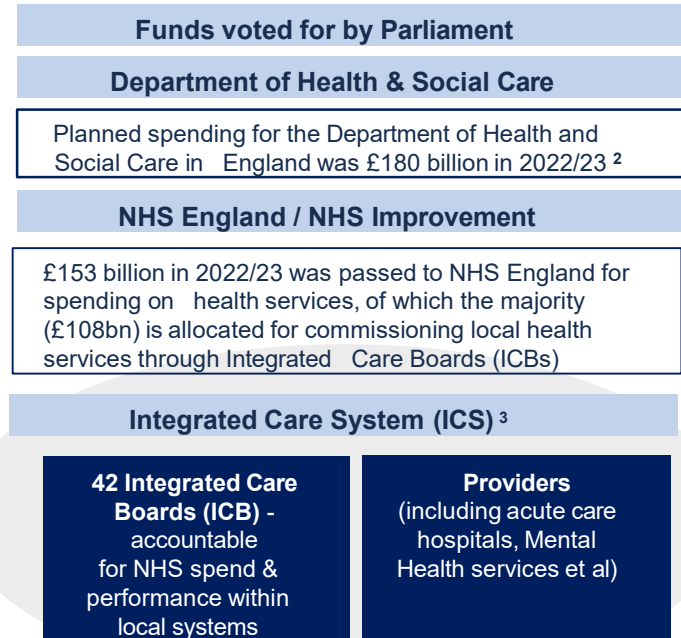 Funds voted for by Parliament
Department of Health & Social Care
Planned spending for the Department of Health and
Social Care in England was £180 billion in 2022/23 ²
NHS England / NHS Improvement
£153 billion in 2022/23 was passed to NHS England for
spending on health services, of which the majority
(£108bn) is allocated for commissioning local health
services through Integrated Care Boards (ICBs)
Integrated Care System (ICS) ³
42 Integrated Care
Boards (ICB) -
accountable
for NHS spend &
performance within
local systems
Providers
(including acute care
hospitals, Mental
Health services et al)